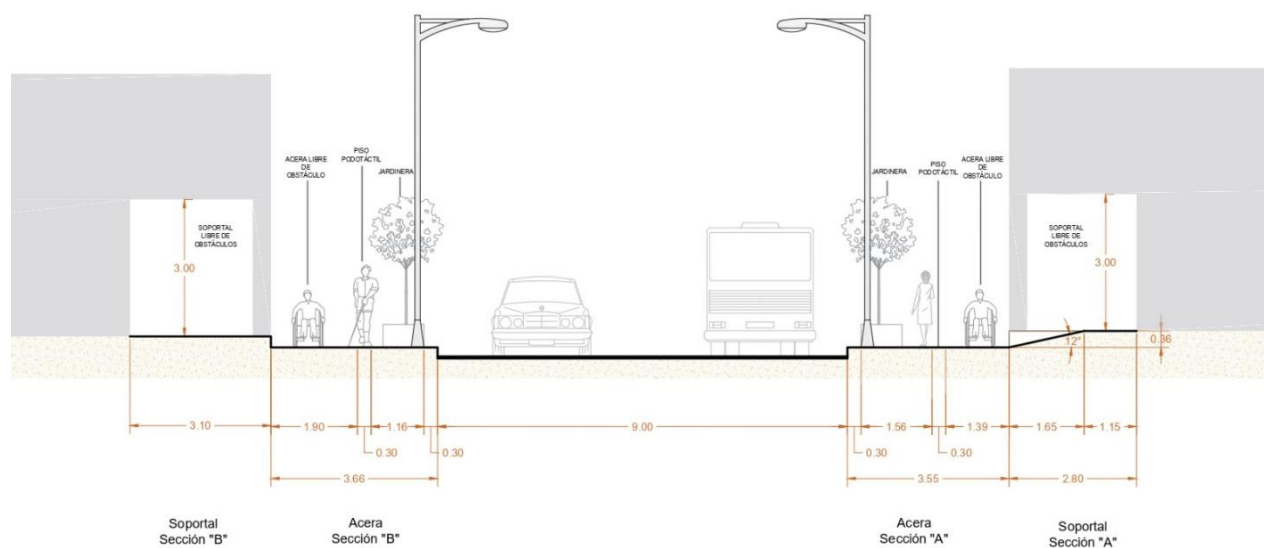 ACERA LIBRE
DE
OBSTÁCULO
PISO
PODOTÁCTIL
JARDINERA
SOPORTAL
LIBRE DE
OBSTÁCULOS
3.00
JARDINERA
PISO
PODOTÁCTIL
ACERA LIBRE
DE
OBSTÁCULO
SOPORTAL
LIBRE DE
OBSTÁCULOS
3.00
12°
0.36
3.10
1.90
1.16
9.00
1.56
1.39
1.65
1.15
0.30
0.30
0.30
0.30
3.66
3.55
2.80
Soportal
Sección "B"
Acera
Sección "B"
Acera
Sección "A"
Soportal
Sección "A"